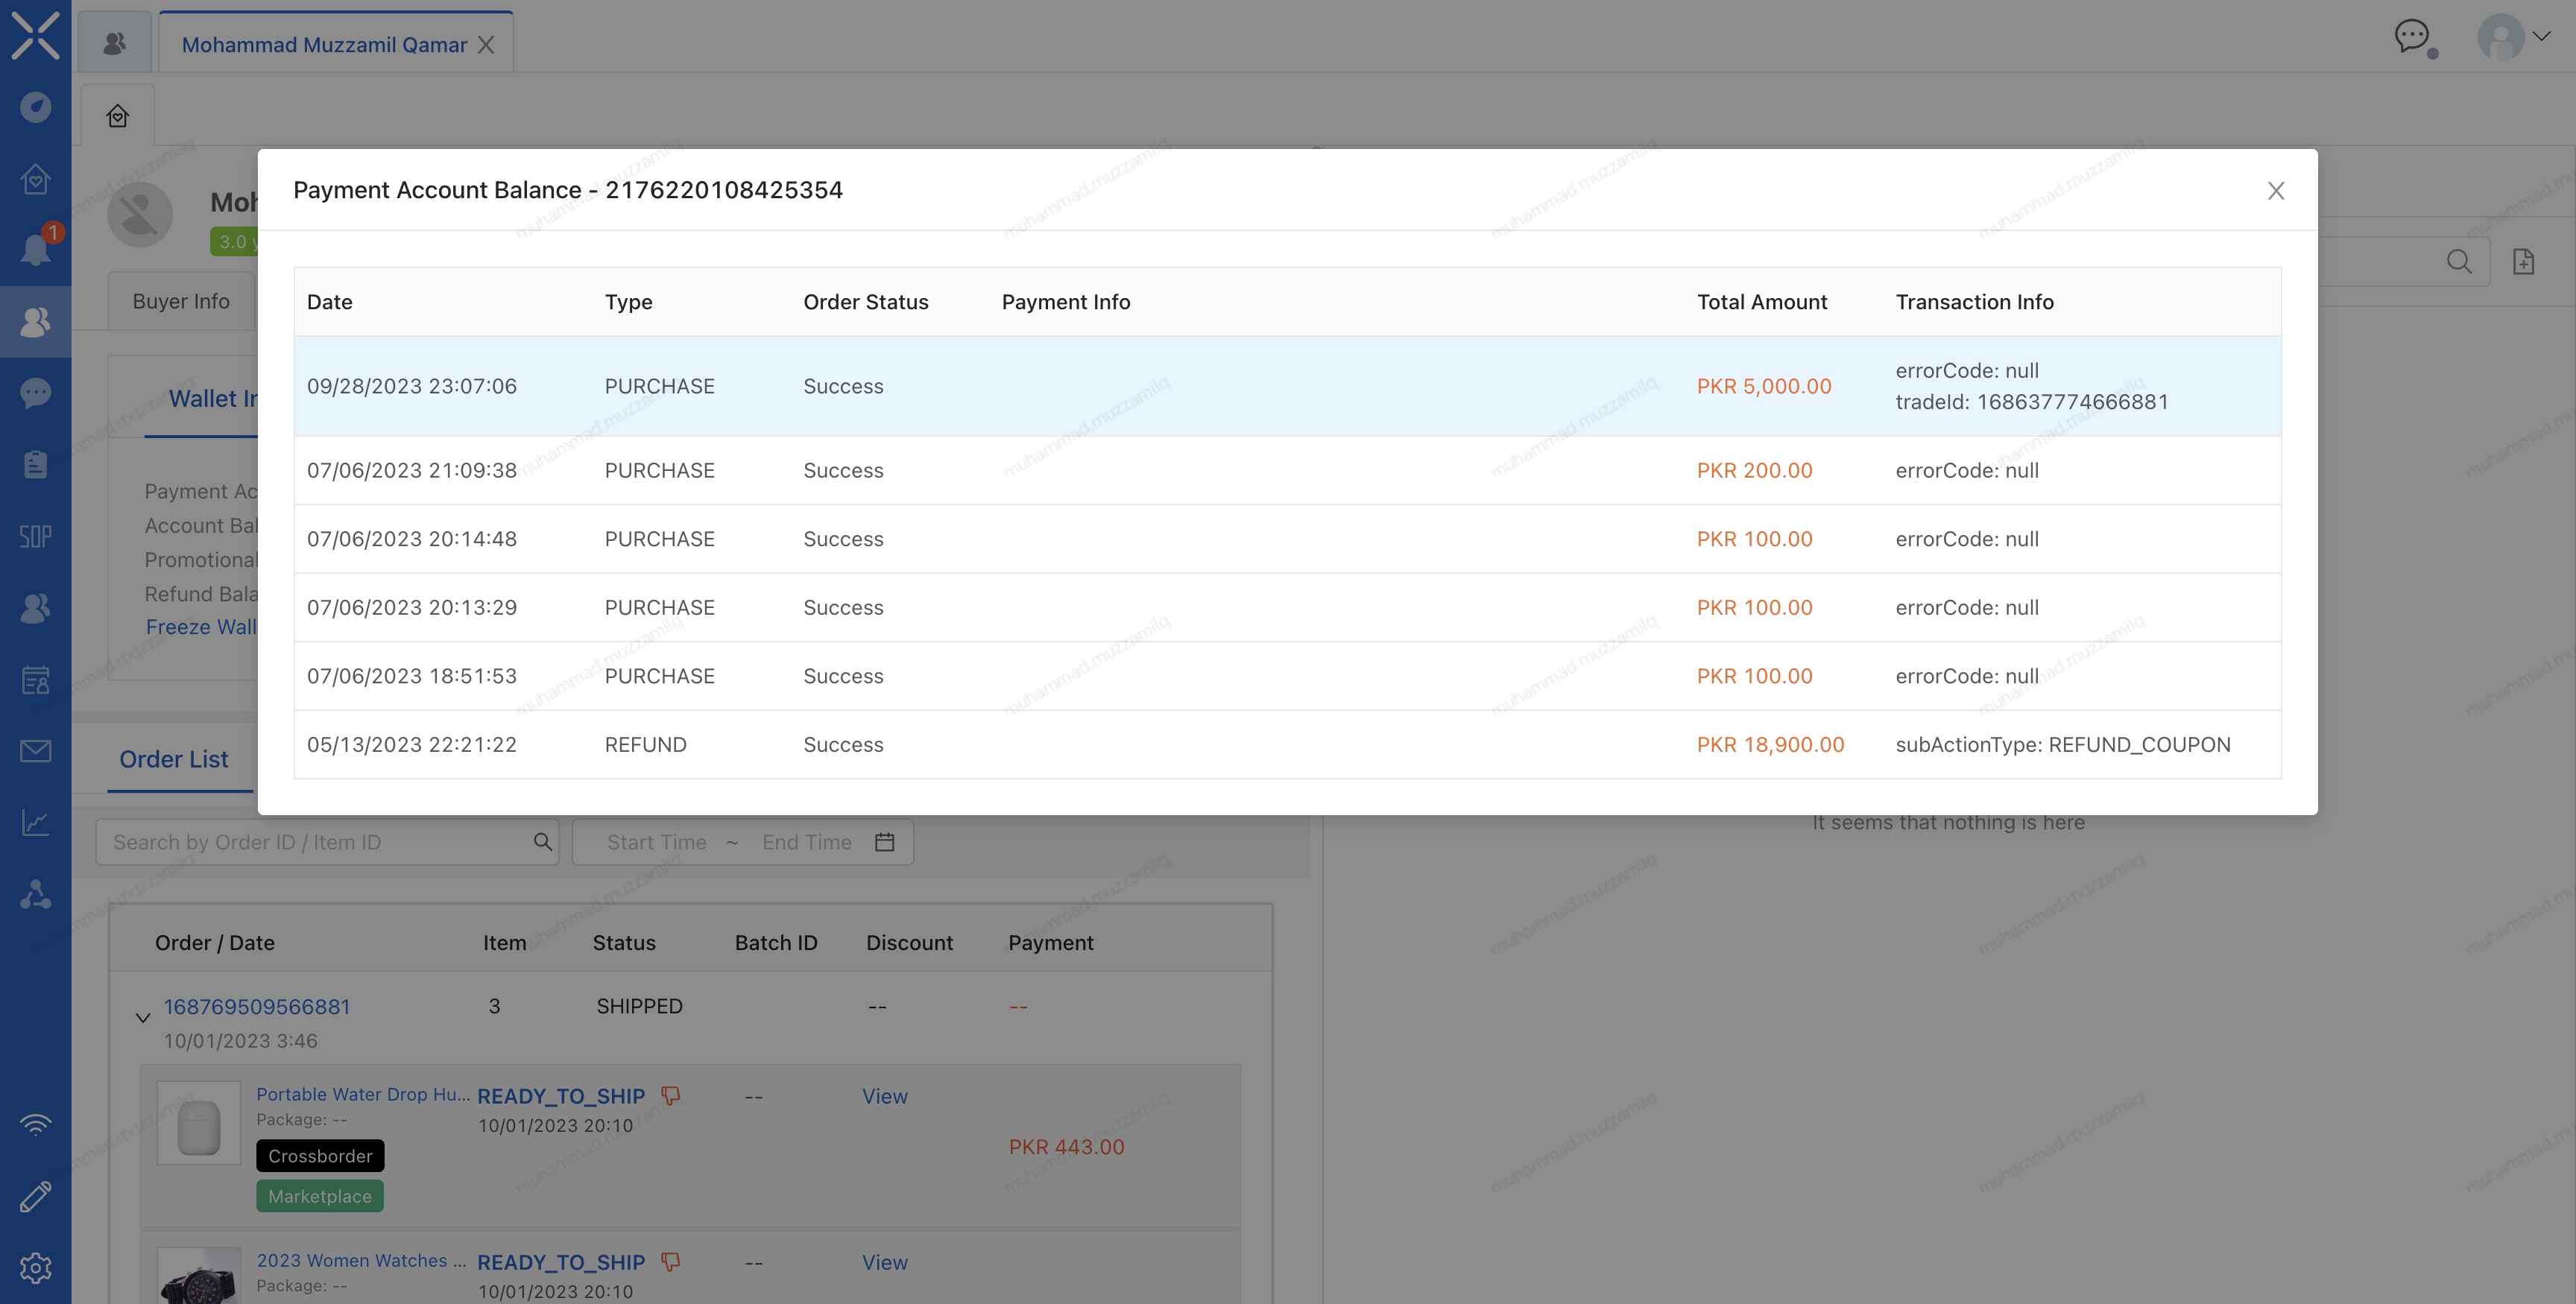 Mohammad Muzzamil Qamar
1
Moh
3.0 y
Buyer Info
Wallet In
Payment Ac
Account Bal
Promotional
Refund Bala
Freeze Wall
SOP
Payment Account Balance - 2176220108425354
Date Type Order Status Payment Info Total Amount Transaction Info
09/28/2023 23:07:06 PURCHASE Success PKR 5,000.00 errorCode: null
tradeId: 168637774666881
07/06/2023 21:09:38 PURCHASE Success PKR 200.00 errorCode: null
07/06/2023 20:14:48 PURCHASE Success PKR 100.00 errorCode: null
07/06/2023 20:13:29 PURCHASE Success PKR 100.00 errorCode: null
07/06/2023 18:51:53 PURCHASE Success PKR 100.00 errorCode: null
05/13/2023 22:21:22 REFUND Success PKR 18,900.00 subActionType: REFUND_COUPON
muhammad.muzzamilq
Order List
It seems that nothing is here
Search by Order ID / Item ID Start Time ~ End Time
Order / Date Item Status Batch ID Discount Payment
168769509566881 3 SHIPPED -- --
10/01/2023 3:46
Portable Water Drop Hu... READY_TO_SHIP -- View
Package: -- 10/01/2023 20:10
PKR 443.00
Crossborder
Marketplace
2023 Women Watches ... READY_TO_SHIP -- View
Package: -- 10/01/2023 20:10